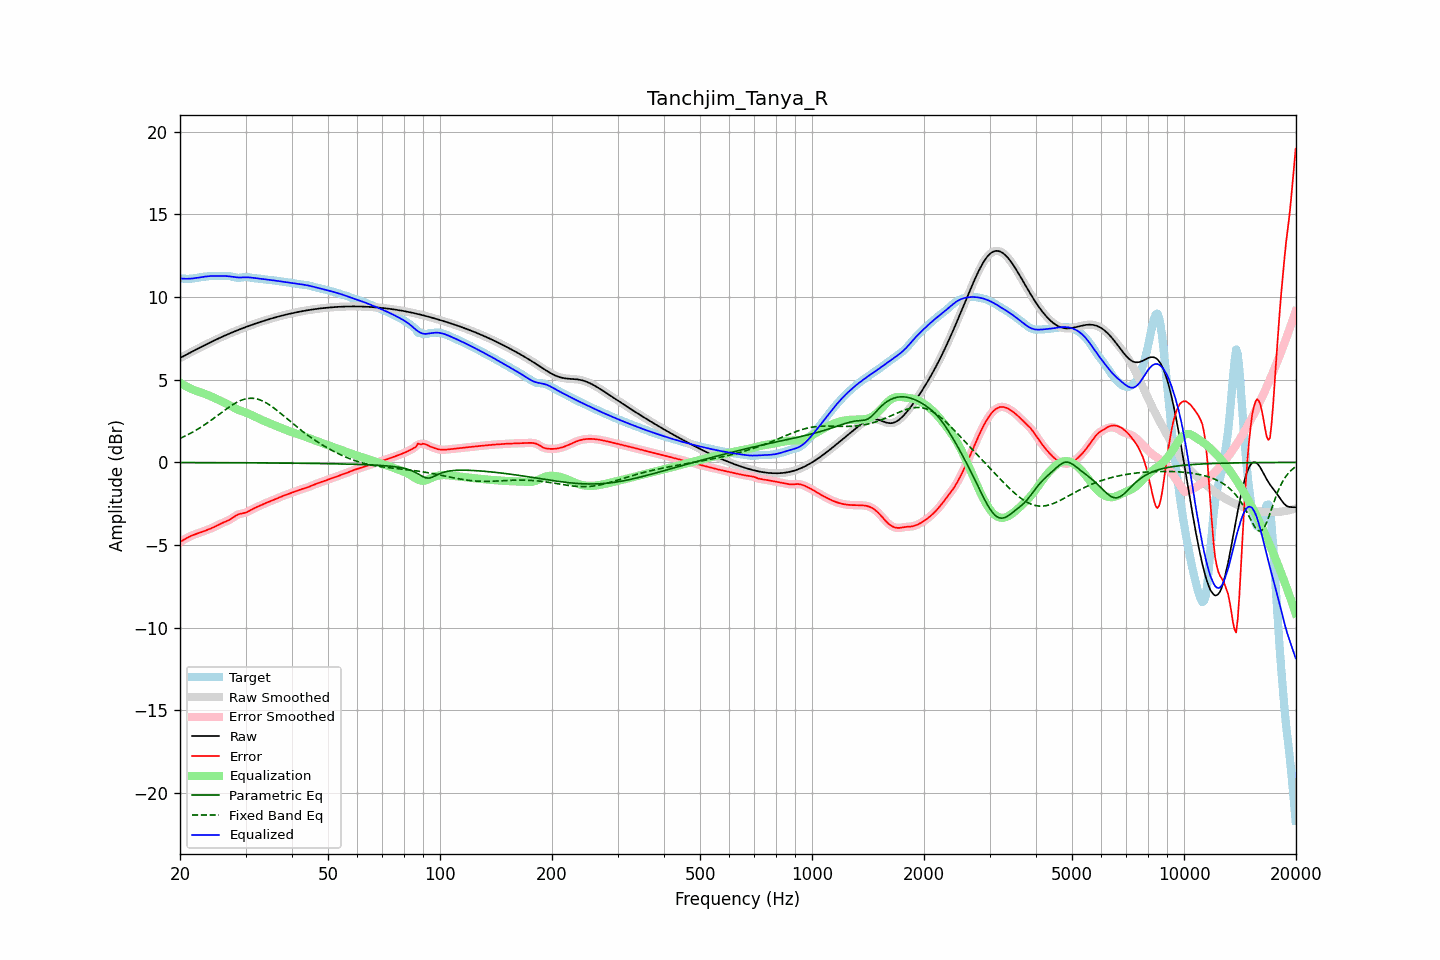 Tanchjim_Tanya_R
Amplitude (dBr)
20
15
10
5
0
−5
−10
−15
−20
Target
Raw Smoothed
Error Smoothed
Raw
Error
Equalization
Parametric Eq
Fixed Band Eq
Equalized
20
50
100
200
500
1000
2000
5000
10000
20000
Frequency (Hz)